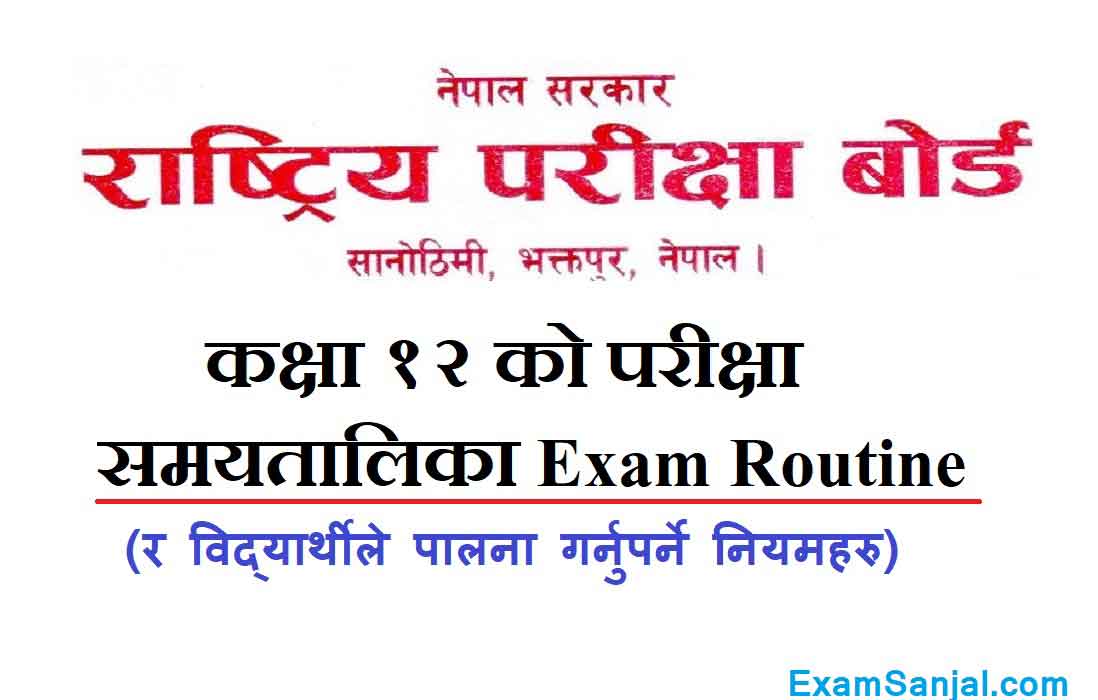 नेपाल सरकार
राष्ट्रिय परीक्षा बोर्ड
सानोठिमी, भक्तपुर, नेपाल ।
कक्षा १२ को परीक्षा
समयतालिका Exam Routine
(र विद्यार्थीले पालना गर्नुपर्ने नियमहरु)
ExamSanjal.com